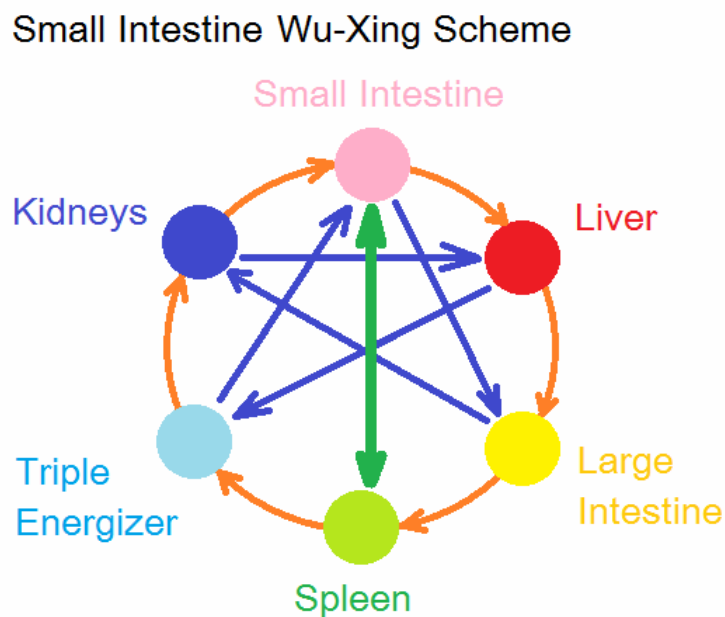 Small Intestine Wu-Xing Scheme
Small Intestine
Kidneys
Liver
Triple
Energizer
Large
Intestine
Spleen